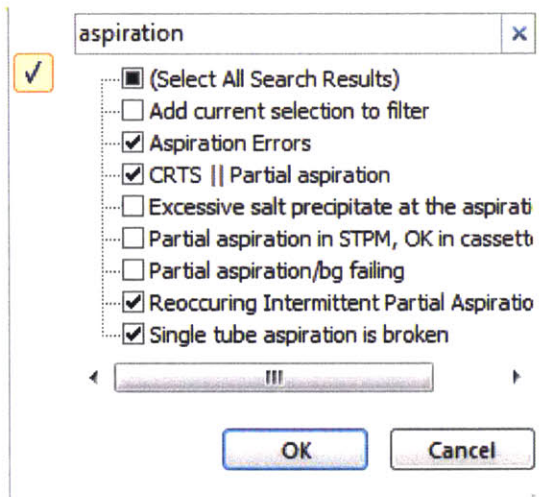 aspiration
(Select All Search Results)
Add current selection to filter
Aspiration Errors
CRTS || Partial aspiration
Excessive salt precipitate at the aspirati
Partial aspiration in STPM, OK in cassett
Partial aspiration/bg failing
Reoccuring Intermittent Partial Aspiratio
Single tube aspiration is broken
OK Cancel